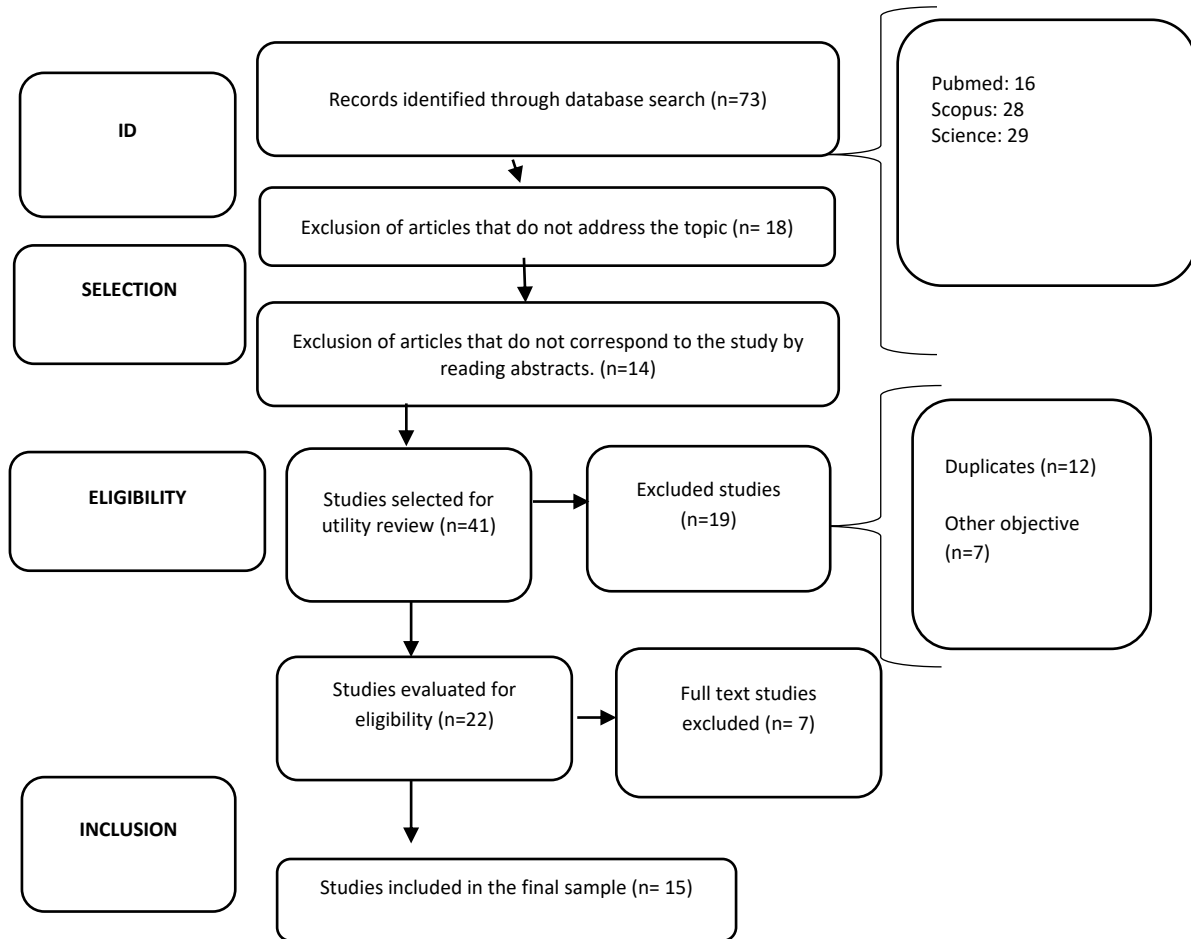 ID
Records identified through database search (n=73)
Pubmed: 16
Scopus: 28
Science: 29
Exclusion of articles that do not address the topic (n= 18)
SELECTION
Exclusion of articles that do not correspond to the study by
reading abstracts. (n=14)
ELIGIBILITY
Studies selected for
utility review (n=41)
Excluded studies
(n=19)
Duplicates (n=12)
Other objective
(n=7)
Studies evaluated for
eligibility (n=22)
Full text studies
excluded (n= 7)
INCLUSION
Studies included in the final sample (n= 15)